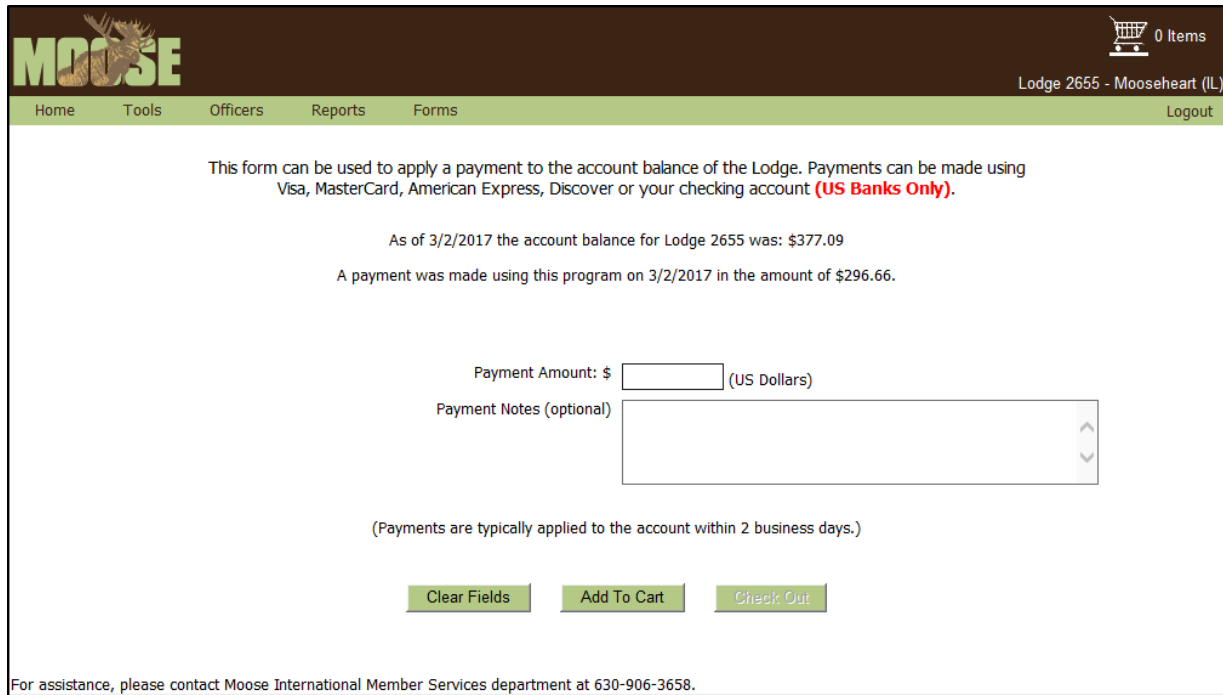 MOOSE
0 Items
Lodge 2655 - Mooseheart (IL)
Home Tools Officers Reports Forms Logout
This form can be used to apply a payment to the account balance of the Lodge. Payments can be made using
Visa, MasterCard, American Express, Discover or your checking account (US Banks Only).
As of 3/2/2017 the account balance for Lodge 2655 was: $377.09
A payment was made using this program on 3/2/2017 in the amount of $296.66.
Payment Amount: $ (US Dollars)
Payment Notes (optional)
(Payments are typically applied to the account within 2 business days.)
Clear Fields Add To Cart Check Out
For assistance, please contact Moose International Member Services department at 630-906-3658.